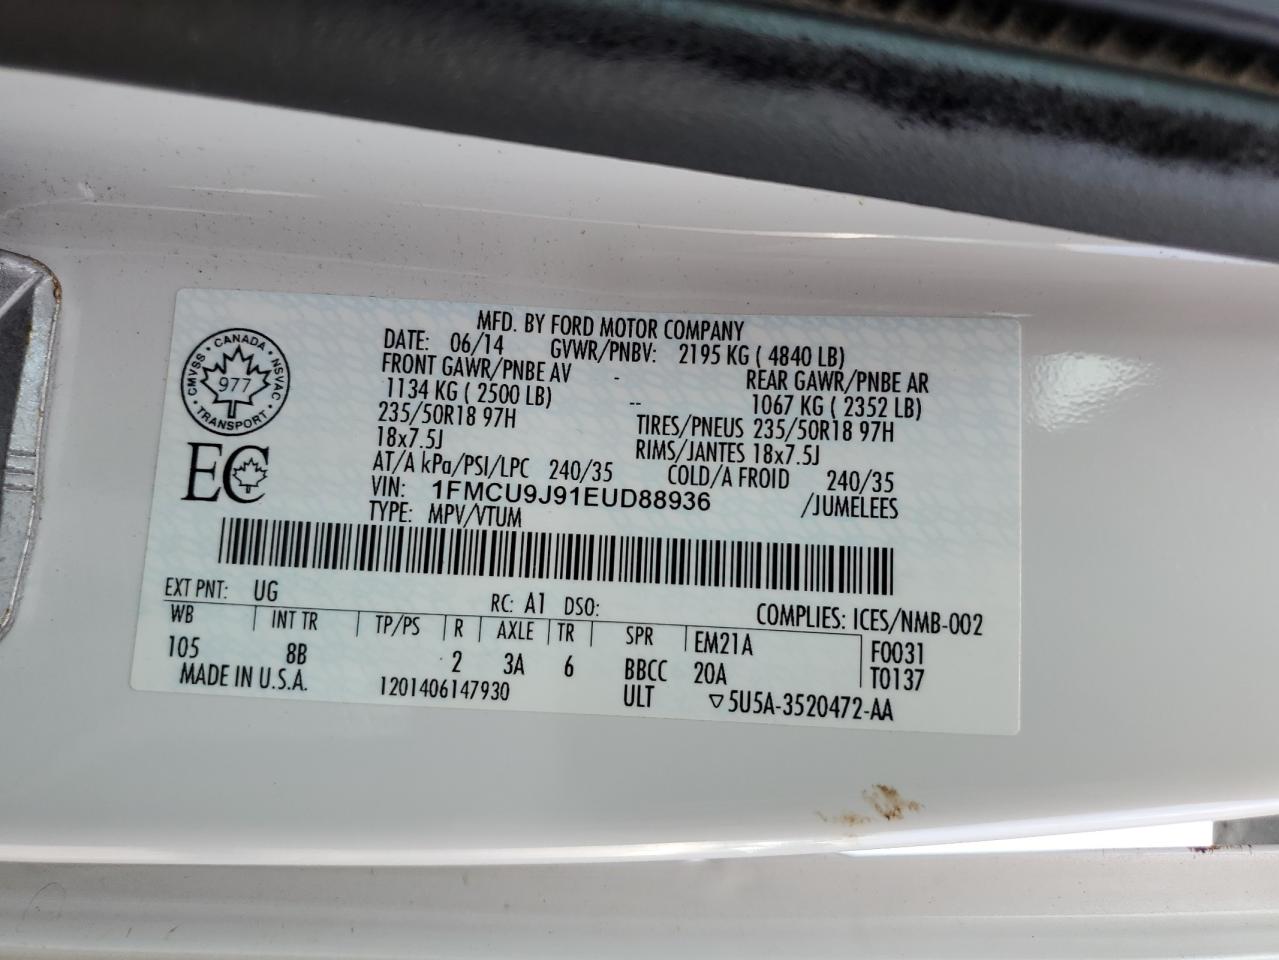 MFD. BY FORD MOTOR COMPANY
DATE: 06/14 GVWR/PNBV: 2195 KG ( 4840 LB)
FRONT GAWR/PNBE AV - REAR GAWR/PNBE AR
1134 KG ( 2500 LB) -- 1067 KG ( 2352 LB)
235/50R18 97H TIRES/PNEUS 235/50R18 97H
18x7.5J RIMS/JANTES 18x7.5J
AT/A kPa/PSI/LPC 240/35 COLD/A FROID 240/35
VIN: 1FMCU9J91EUD88936 /JUMELEES
TYPE: MPV/VTUM
CANADA
CMVSS NSVAC
977
TRANSPORT
EC
EXT PNT: UG RC: A1 DSO: COMPLIES: ICES/NMB-002
WB INT TR TP/PS R AXLE TR SPR EM21A F0031
105 8B 2 3A 6 BBCC 20A T0137
MADE IN U.S.A. 1201406147930 ULT ▽5U5A-3520472-AA